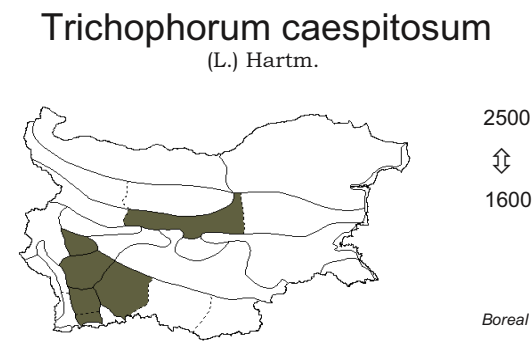 Trichophorum caespitosum
(L.) Hartm.
2500
⇕
1600
Boreal